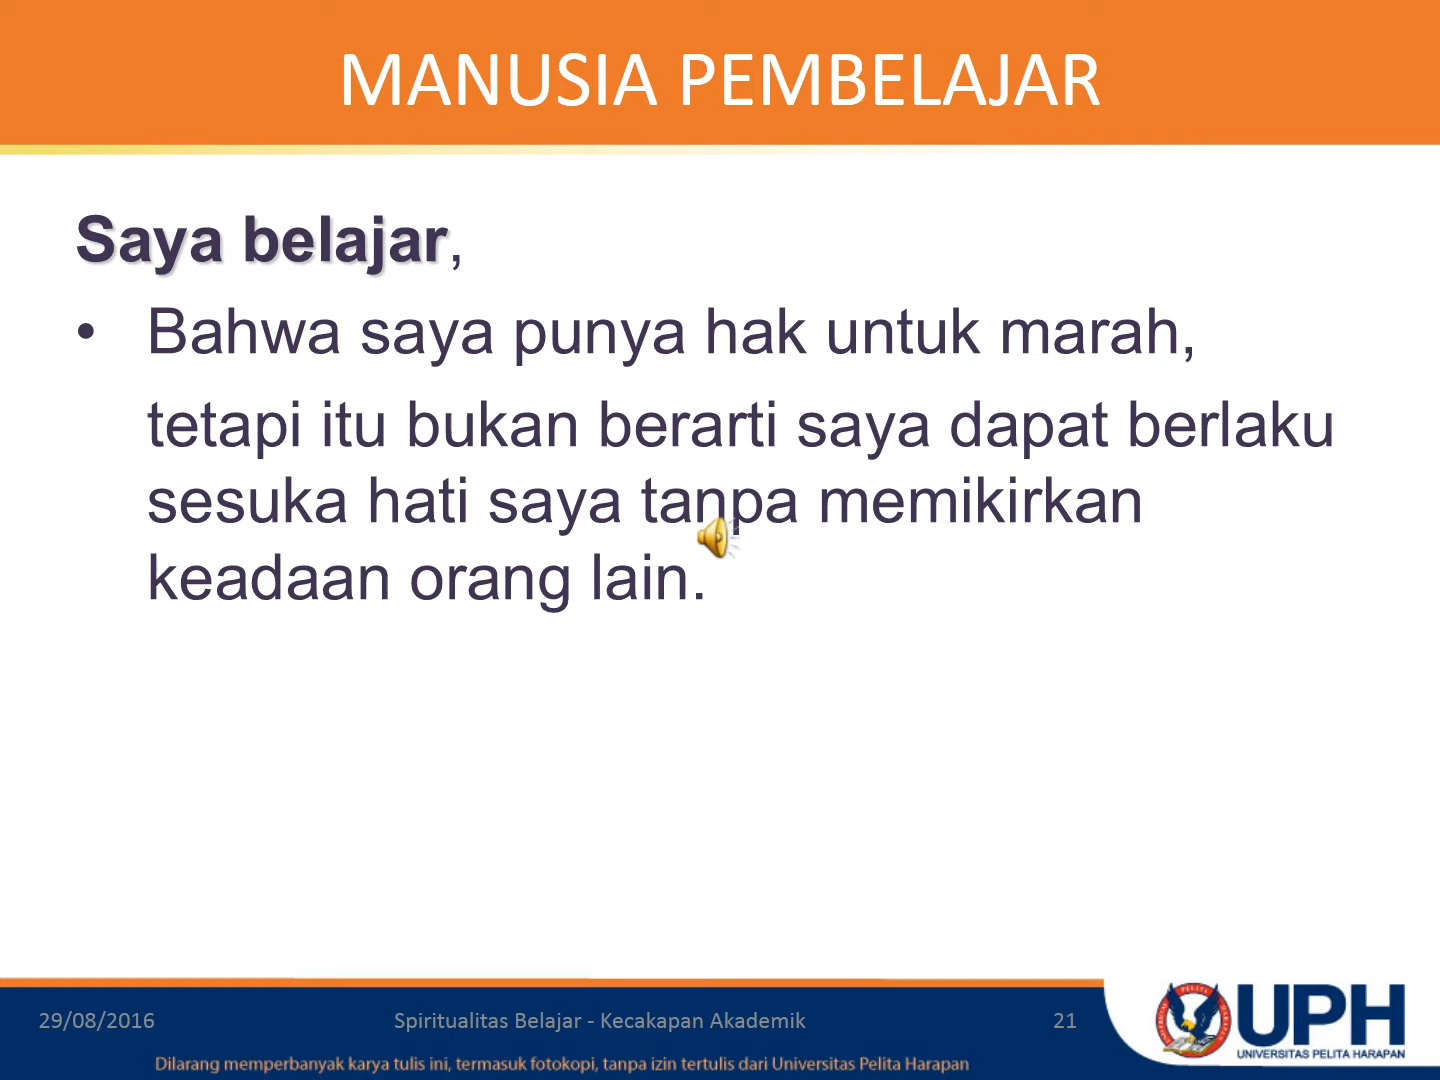 MANUSIA PEMBELAJAR
Saya belajar,
• Bahwa saya punya hak untuk marah,
tetapi itu bukan berarti saya dapat berlaku
sesuka hati saya tanpa memikirkan
keadaan orang lain.
29/08/2016
Spiritualitas Belajar - Kecakapan Akademik
21
UPH
UNIVERSITAS PELITA HARAPAN
Dilarang memperbanyak karya tulis ini, termasuk fotokopi, tanpa izin tertulis dari Universitas Pelita Harapan